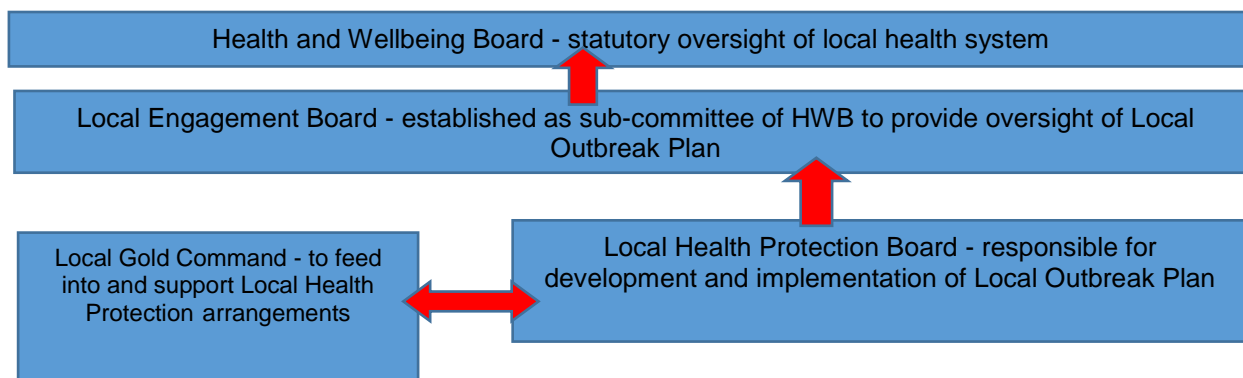 Health and Wellbeing Board - statutory oversight of local health system
Local Engagement Board - established as sub-committee of HWB to provide oversight of Local
Outbreak Plan
Local Gold Command - to feed
into and support Local Health
Protection arrangements
Local Health Protection Board - responsible for
development and implementation of Local Outbreak Plan